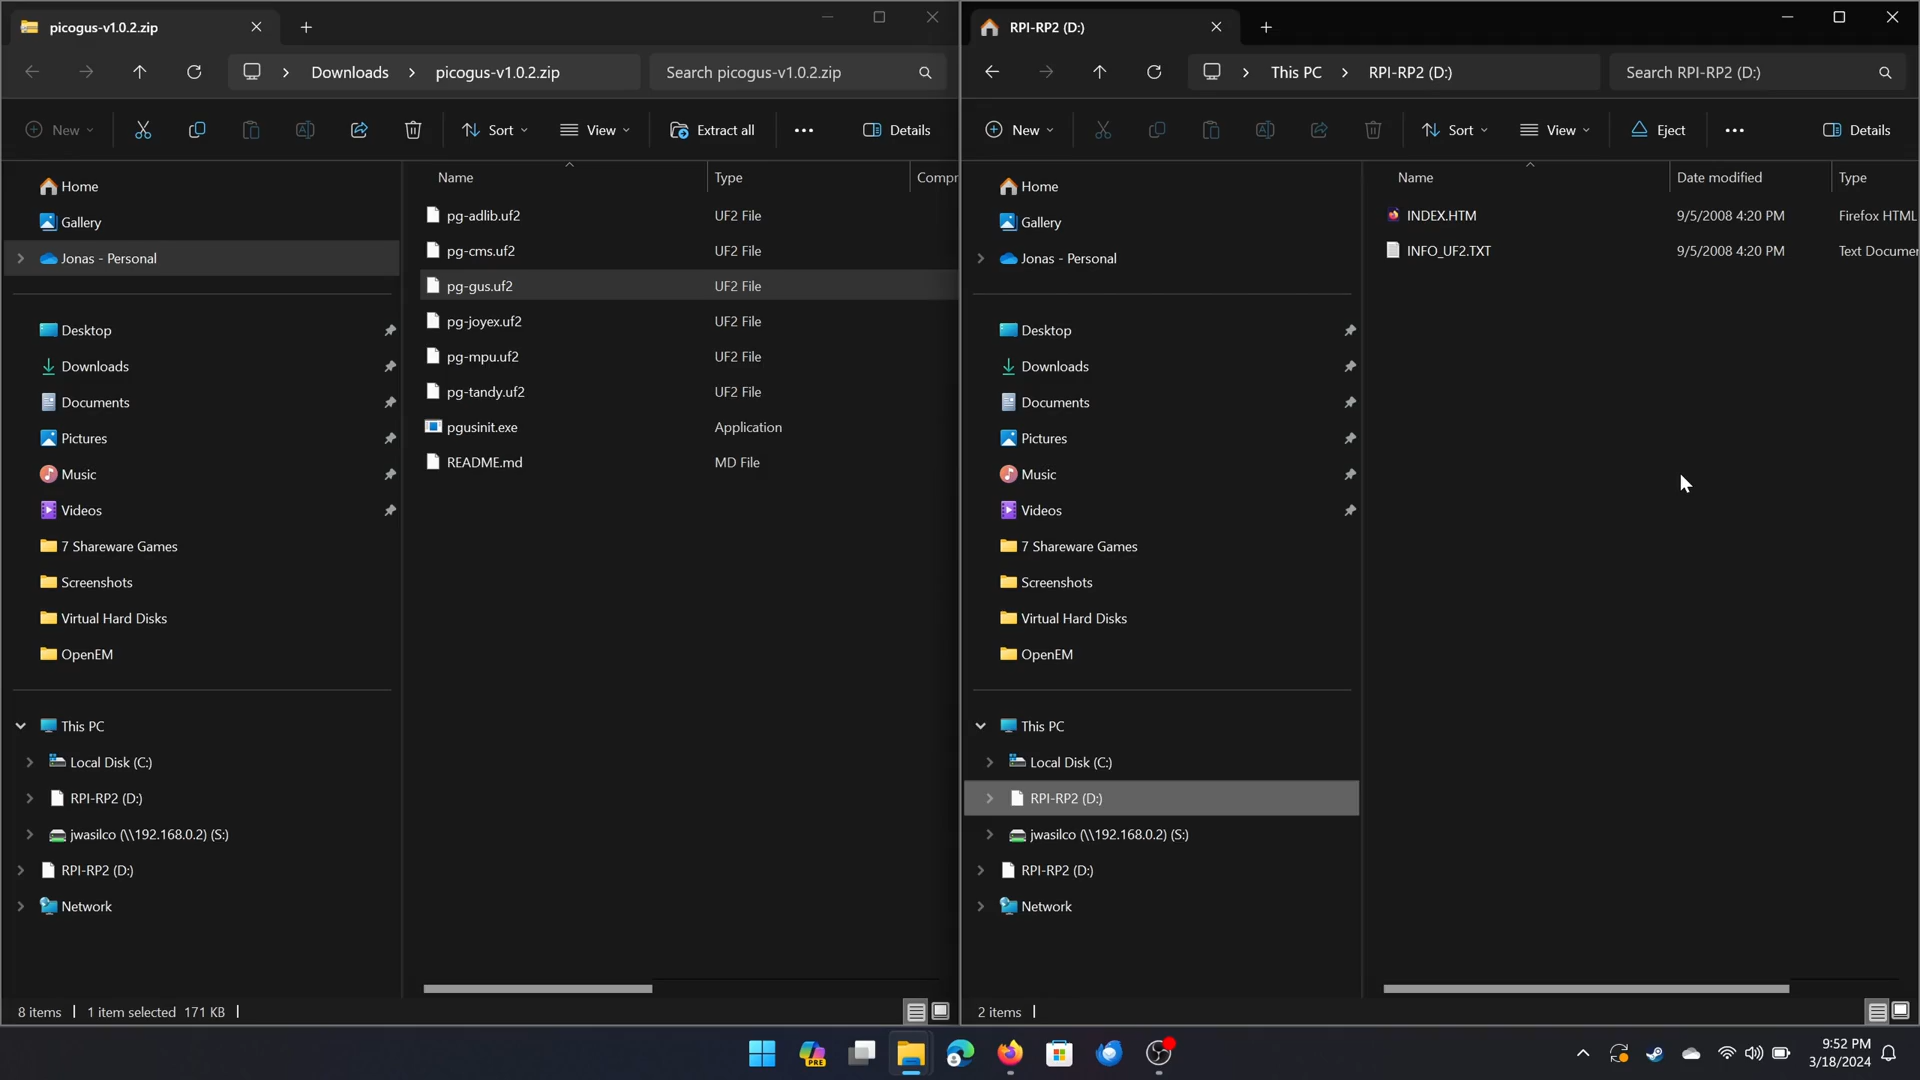 picogus-v1.0.2.zip
Downloads > picogus-v1.0.2.zip
Search picogus-v1.0.2.zip
New
Sort
View
Extract all
Details
Home
Gallery
Jonas - Personal
Desktop
Downloads
Documents
Pictures
Music
Videos
7 Shareware Games
Screenshots
Virtual Hard Disks
OpenEM
This PC
Local Disk (C:)
RPI-RP2 (D:)
jwasilco (\\192.168.0.2) (S:)
RPI-RP2 (D:)
Network
Name Type Compr
pg-adlib.uf2 UF2 File
pg-cms.uf2 UF2 File
pg-gus.uf2 UF2 File
pg-joyex.uf2 UF2 File
pg-mpu.uf2 UF2 File
pg-tandy.uf2 UF2 File
pgusinit.exe Application
README.md MD File
8 items 1 item selected 171 KB
RPI-RP2 (D:)
This PC > RPI-RP2 (D:)
Search RPI-RP2 (D:)
New
Sort
View
Eject
Details
Home
Gallery
Jonas - Personal
Desktop
Downloads
Documents
Pictures
Music
Videos
7 Shareware Games
Screenshots
Virtual Hard Disks
OpenEM
This PC
Local Disk (C:)
RPI-RP2 (D:)
jwasilco (\\192.168.0.2) (S:)
RPI-RP2 (D:)
Network
Name Date modified Type
INDEX.HTM 9/5/2008 4:20 PM Firefox HTML
INFO_UF2.TXT 9/5/2008 4:20 PM Text Documen
2 items
PRE
9:52 PM
3/18/2024